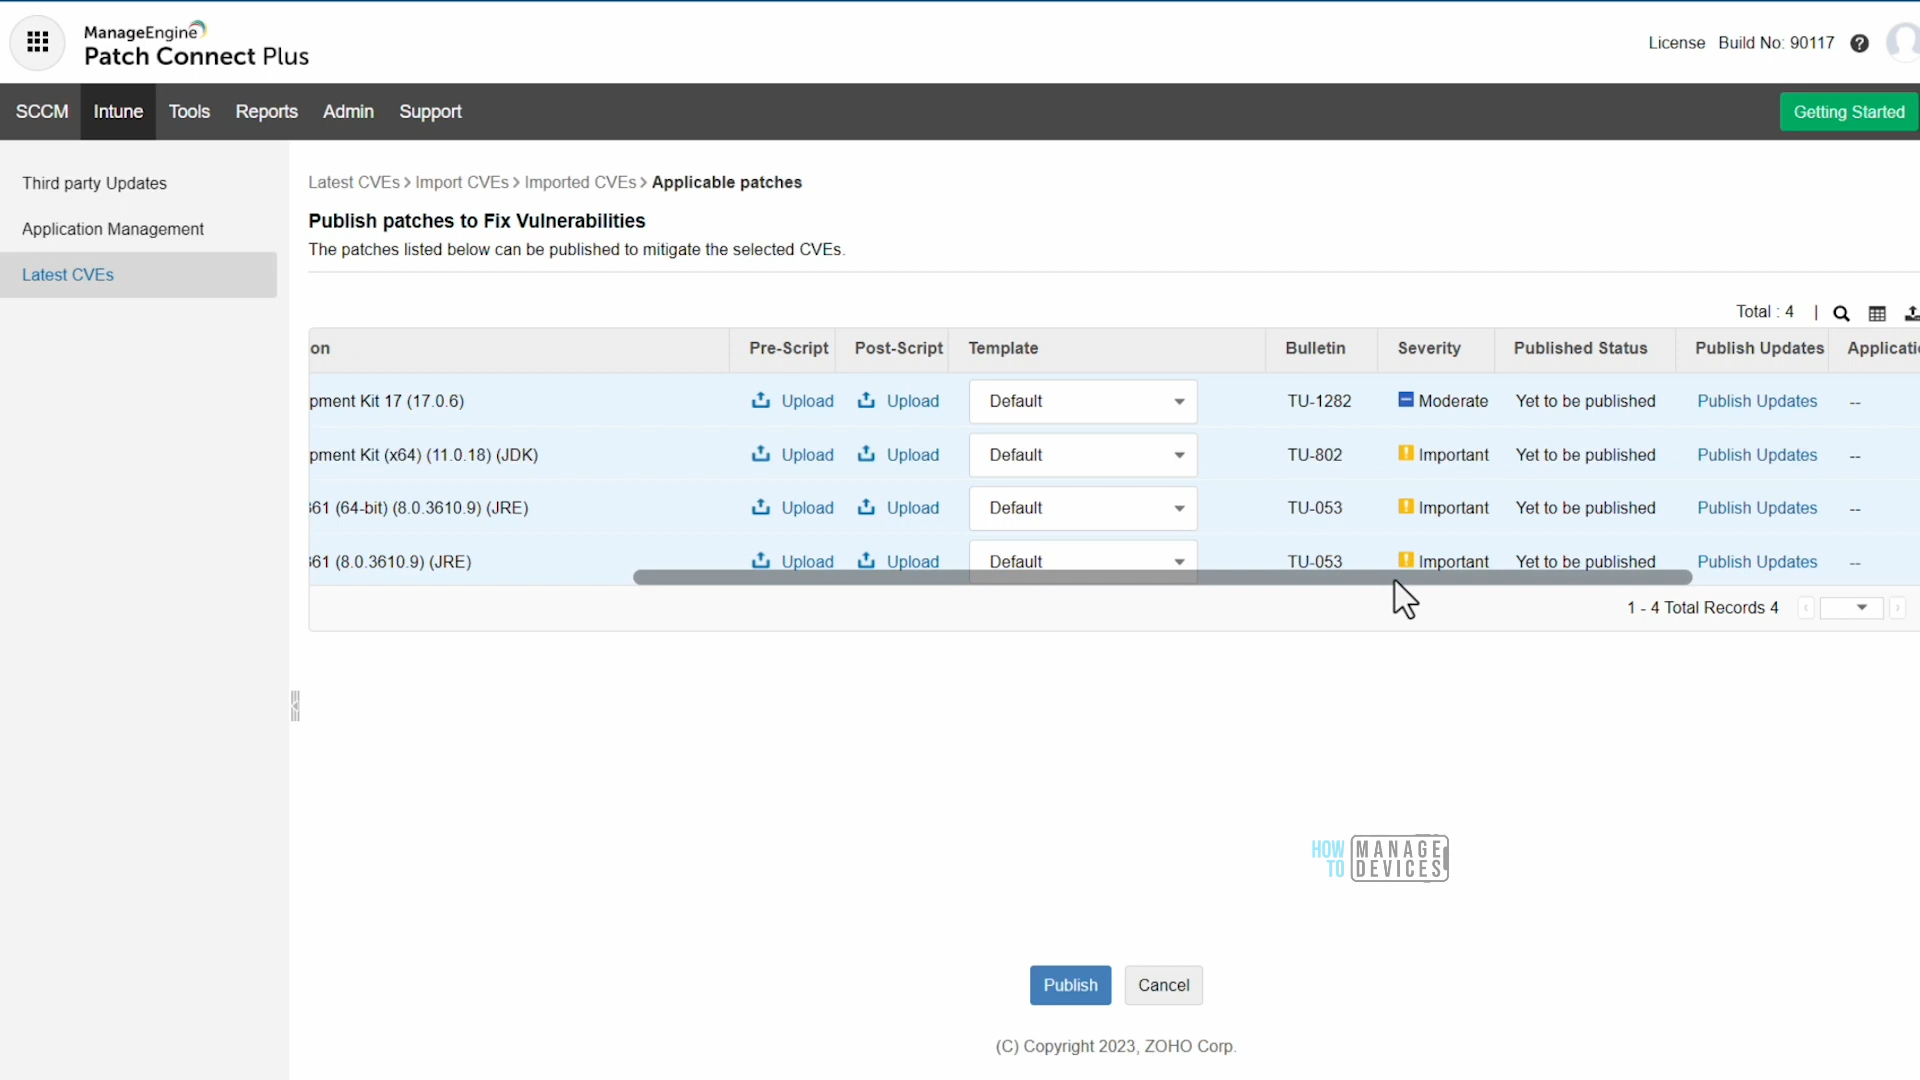 ManageEngine
Patch Connect Plus
License Build No: 90117
SCCM Intune Tools Reports Admin Support
Getting Started
Third party Updates
Application Management
Latest CVEs
Latest CVEs > Import CVEs > Imported CVEs > Applicable patches
Publish patches to Fix Vulnerabilities
The patches listed below can be published to mitigate the selected CVEs.
Total : 4 |
on Pre-Script Post-Script Template Bulletin Severity Published Status Publish Updates Applicati
pment Kit 17 (17.0.6) Upload Upload Default TU-1282 Moderate Yet to be published Publish Updates --
pment Kit (x64) (11.0.18) (JDK) Upload Upload Default TU-802 Important Yet to be published Publish Updates --
361 (64-bit) (8.0.3610.9) (JRE) Upload Upload Default TU-053 Important Yet to be published Publish Updates --
361 (8.0.3610.9) (JRE) Upload Upload Default TU-053 Important Yet to be published Publish Updates --
1 - 4 Total Records 4
HOW TO MANAGE DEVICES
Publish Cancel
(C) Copyright 2023, ZOHO Corp.